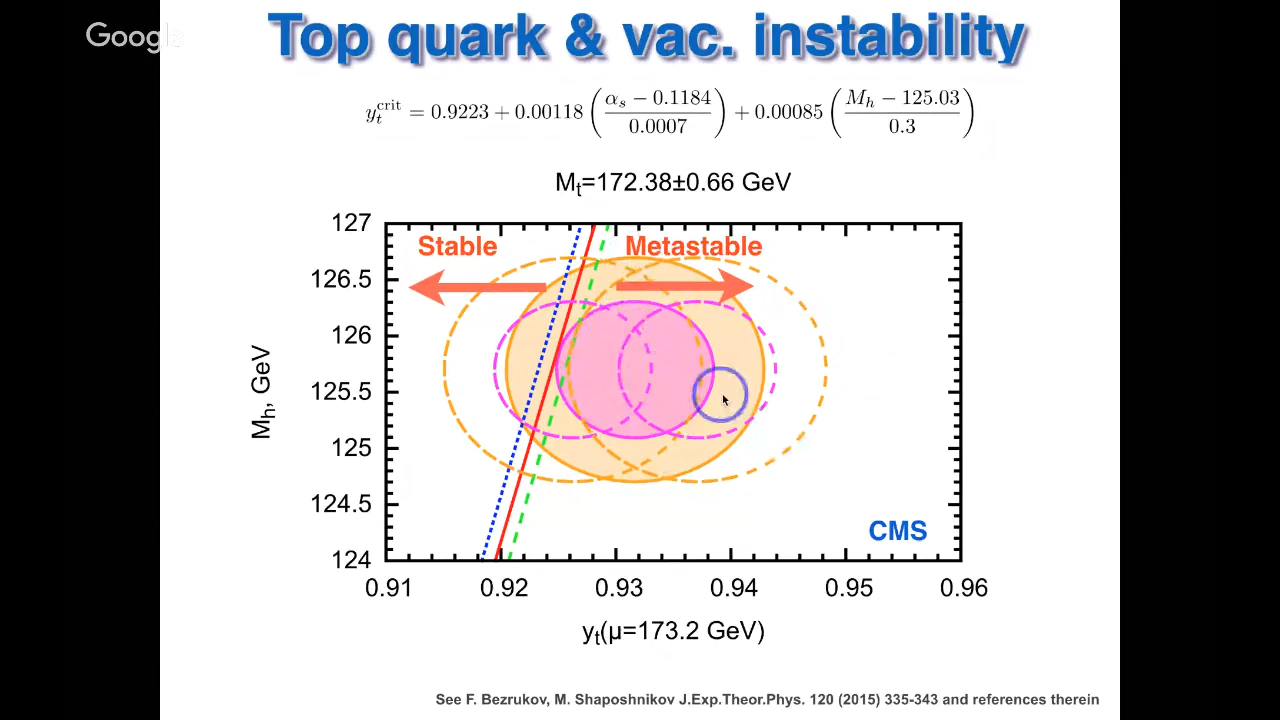 Google
Top quark & vac. instability
y_t^crit = 0.9223 + 0.00118 ( (α_s − 0.1184) / 0.0007 ) + 0.00085 ( (M_h − 125.03) / 0.3 )
M_t=172.38±0.66 GeV
127
Stable
Metastable
126.5
126
125.5
125
124.5
124
M_h, GeV
CMS
0.91 0.92 0.93 0.94 0.95 0.96
y_t(μ=173.2 GeV)
See F. Bezrukov, M. Shaposhnikov J.Exp.Theor.Phys. 120 (2015) 335-343 and references therein